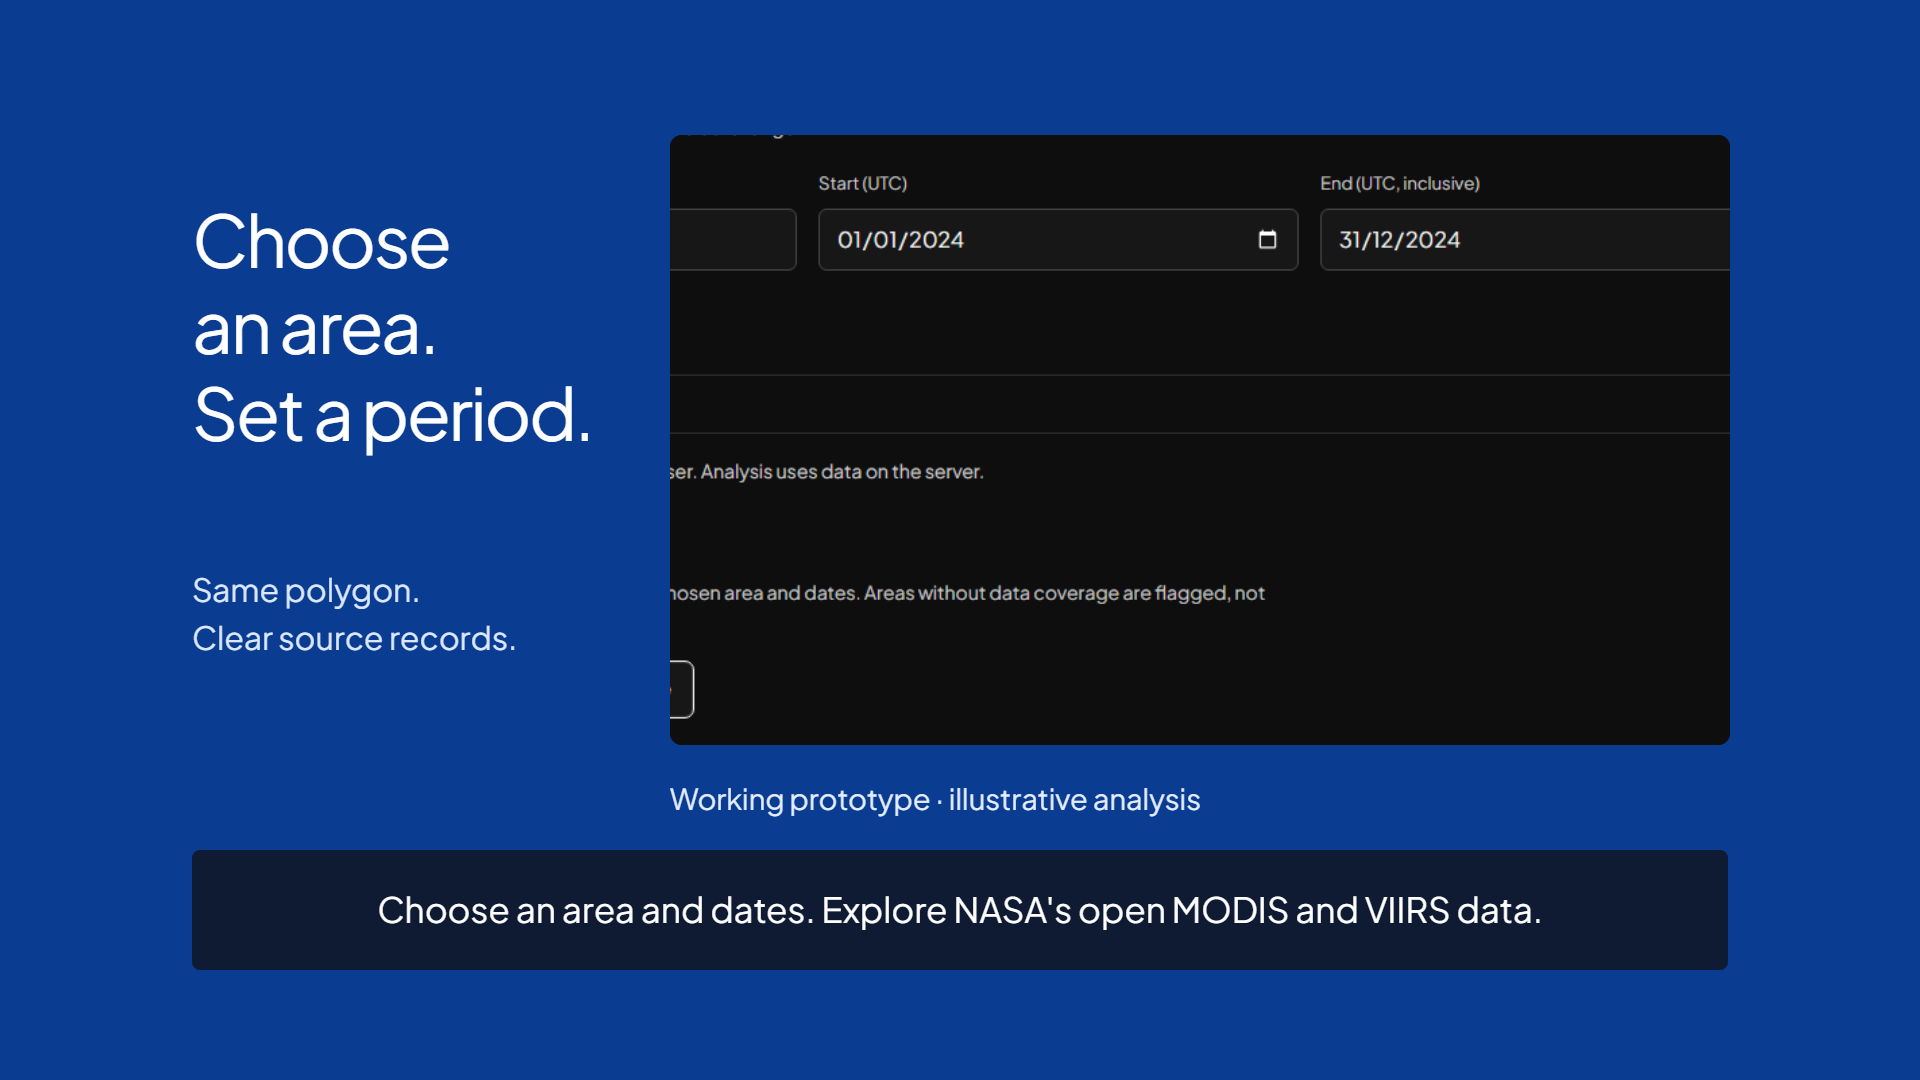 Choose
an area.
Set a period.
Same polygon.
Clear source records.
Start (UTC)
End (UTC, inclusive)
01/01/2024
31/12/2024
Analysis uses data on the server.
area and dates. Areas without data coverage are flagged, not
Working prototype · illustrative analysis
Choose an area and dates. Explore NASA's open MODIS and VIIRS data.